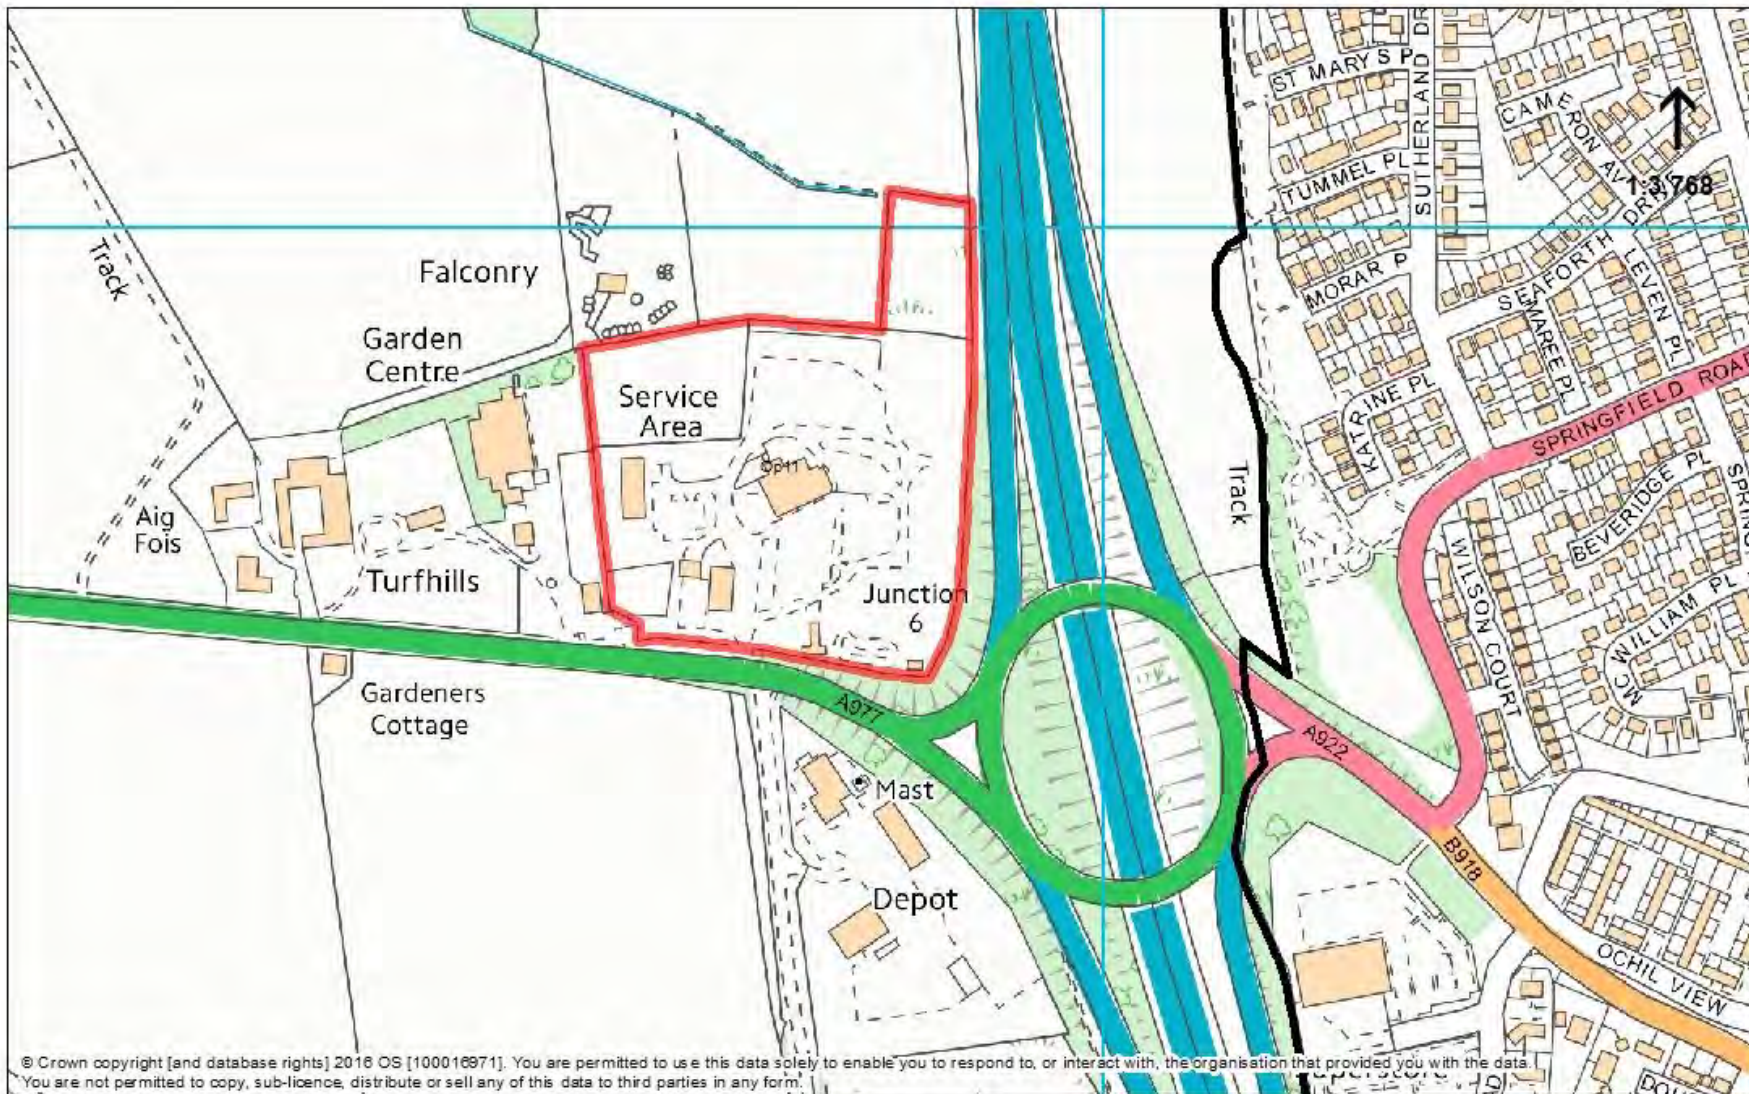 ST MARY S P
SUTHERLAND DR
CAMERON AV
TUMMEL PL
1:3,768
SEAFORTH DRIV
LEVEN PL
MAREE PL
MORAR P
KATRINE PL
SPRINGFIELD ROAD
BEVERIDGE PL
SPRING
WILSON COURT
MC WILLIAM PL
Track
Falconry
Garden
Centre
Service
Area
Track
Aig
Fois
Turfhills
Junction
6
Gardeners
Cottage
A977
A922
Mast
B918
Depot
OCHIL VIEW
© Crown copyright [and database rights] 2016 OS [100016971]. You are permitted to use this data solely to enable you to respond to, or interact with, the organisation that provided you with the data.
You are not permitted to copy, sub-licence, distribute or sell any of this data to third parties in any form.